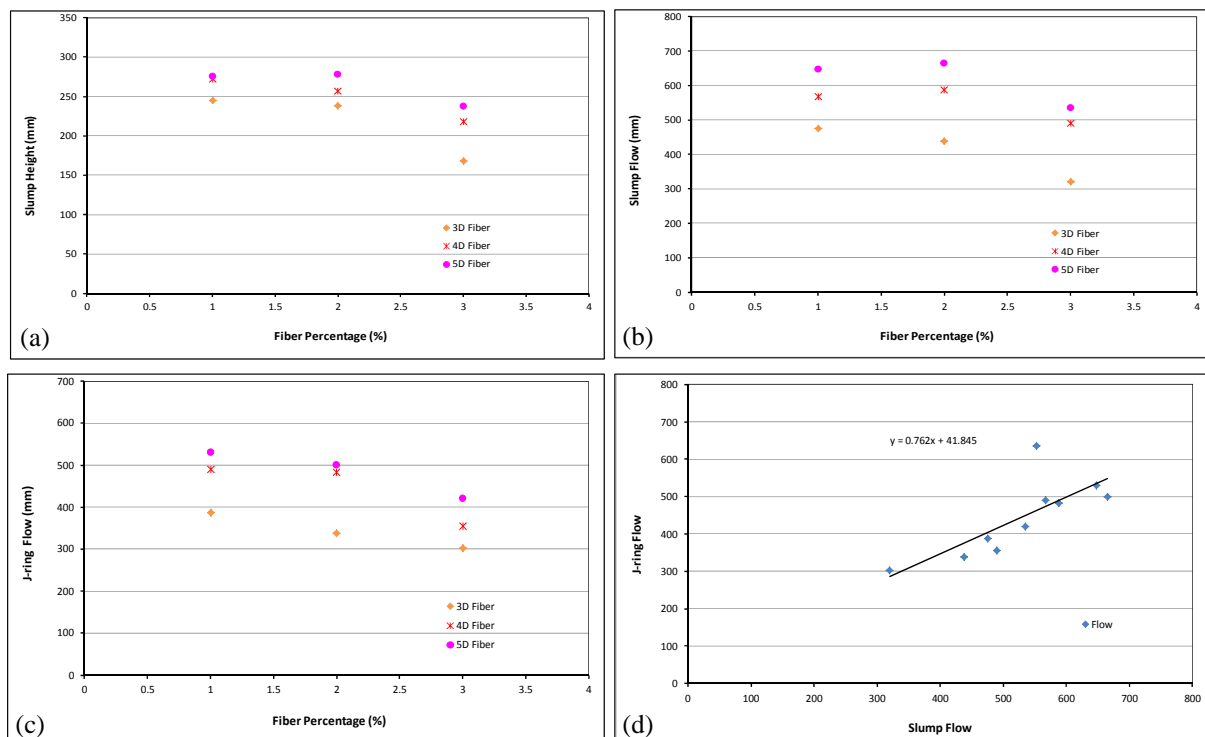 350
300
250
200
150
100
50
0
0 0.5 1 1.5 2 2.5 3 3.5 4
Slump Height (mm)
Fiber Percentage (%)
3D Fiber
4D Fiber
5D Fiber
(a)
800
700
600
500
400
300
200
100
0
0 0.5 1 1.5 2 2.5 3 3.5 4
Slump Flow (mm)
Fiber Percentage (%)
3D Fiber
4D Fiber
5D Fiber
(b)
700
600
500
400
300
200
100
0
0 0.5 1 1.5 2 2.5 3 3.5 4
J-ring Flow (mm)
Fiber Percentage (%)
3D Fiber
4D Fiber
5D Fiber
(c)
800
700
600
500
400
300
200
100
0
0 100 200 300 400 500 600 700 800
J-ring Flow
Slump Flow
y = 0.762x + 41.845
Flow
(d)